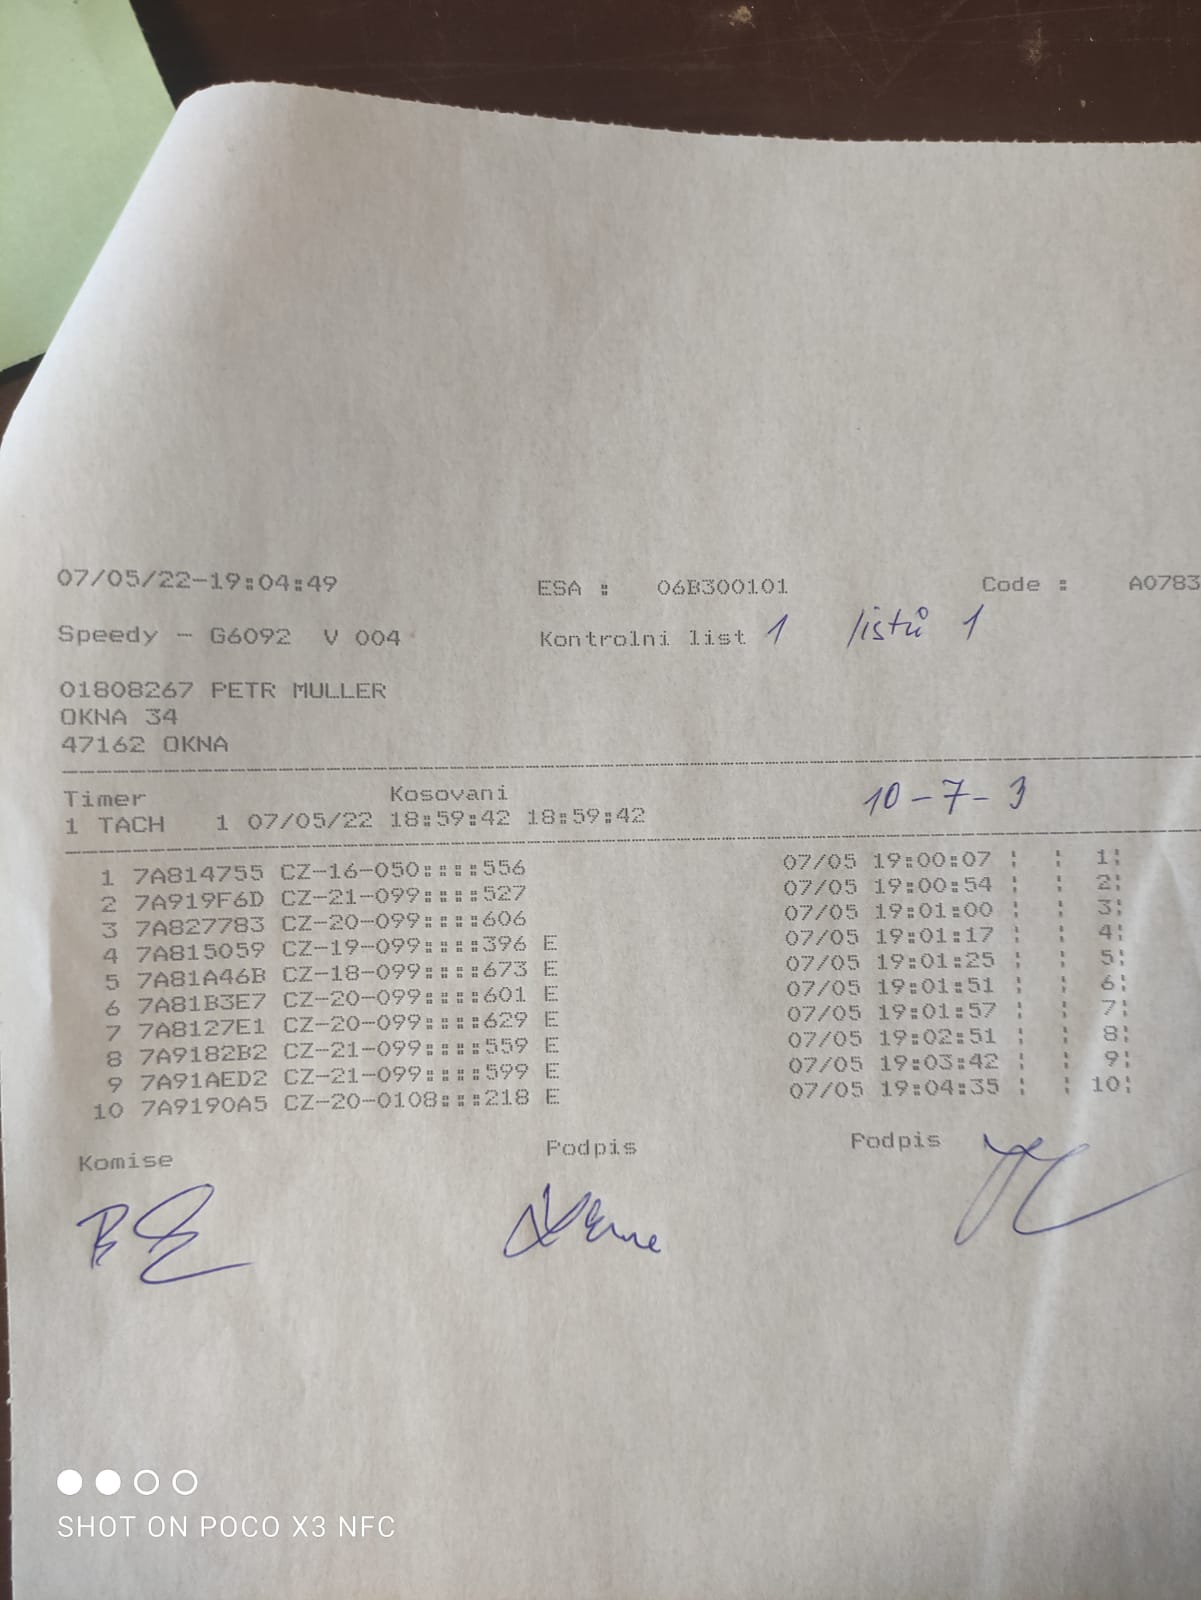 07/05/22-19:04:49 ESA : 06B300101 Code : A0783
Speedy - G6092 V 004 Kontrolni list 1 listů 1
01808267 PETR MULLER
OKNA 34
47162 OKNA
Timer Kosovani 10-7-3
1 TACH 1 07/05/22 18:59:42 18:59:42
1 7A814755 CZ-16-050::::556 07/05 19:00:07 ¦ ¦ 1¦
2 7A919F6D CZ-21-099::::527 07/05 19:00:54 ¦ ¦ 2¦
3 7A827783 CZ-20-099::::606 07/05 19:01:00 ¦ ¦ 3¦
4 7A815059 CZ-19-099::::396 E 07/05 19:01:17 ¦ ¦ 4¦
5 7A81A46B CZ-18-099::::673 E 07/05 19:01:25 ¦ ¦ 5¦
6 7A81B3E7 CZ-20-099::::601 E 07/05 19:01:51 ¦ ¦ 6¦
7 7A8127E1 CZ-20-099::::629 E 07/05 19:01:57 ¦ ¦ 7¦
8 7A9182B2 CZ-21-099::::559 E 07/05 19:02:51 ¦ ¦ 8¦
9 7A91AED2 CZ-21-099::::599 E 07/05 19:03:42 ¦ ¦ 9¦
10 7A9190A5 CZ-20-0108:::218 E 07/05 19:04:35 ¦ ¦ 10¦
Komise Podpis Podpis
SHOT ON POCO X3 NFC